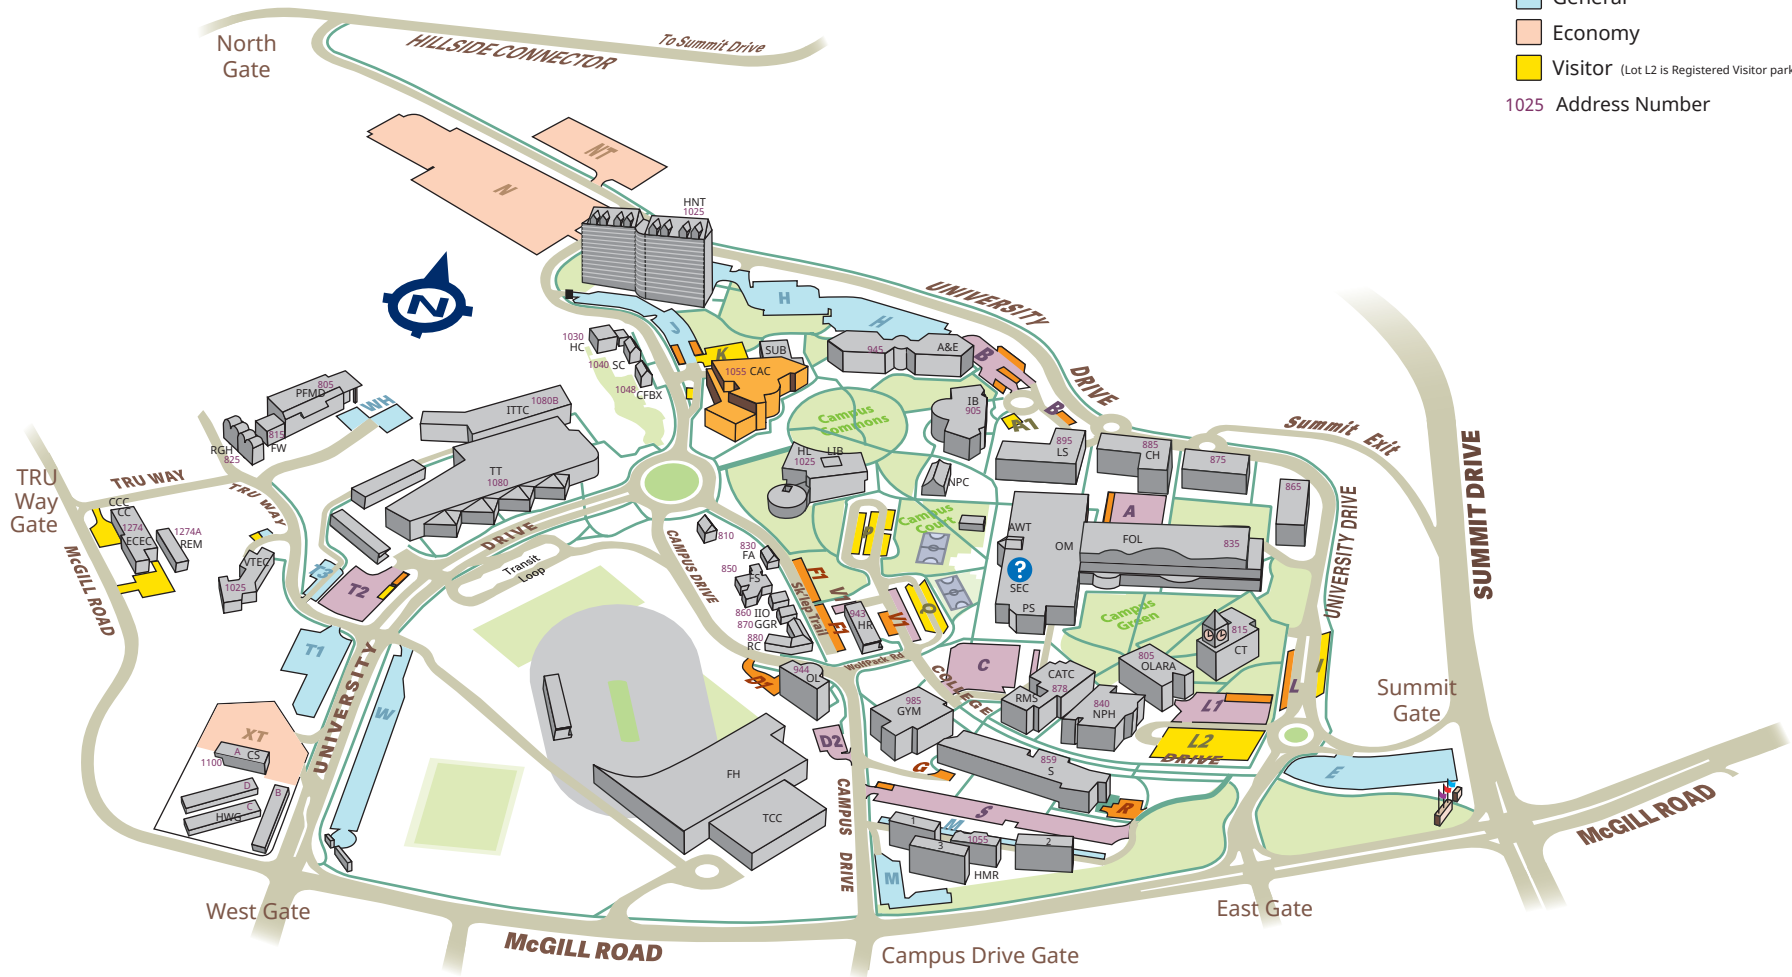 General
Economy
Visitor (Lot L2 is Registered Visitor park
1025 Address Number
North
Gate
HILLSIDE CONNECTOR
To Summit Drive
NT
N
HNT
1025
N
UNIVERSITY
DRIVE
H
H
J
K
SUB
1055 CAC
945
A&E
B
B
1030
HC
1040 SC
1048 CFBX
805
PFMD
WH
815
FW
RGH
825
1080B
ITTC
TT
1080
Campus
Commons
IB
905
895
LS
885
CH
875
865
Summit Exit
SUMMIT DRIVE
HL LIB
1025
NPC
TRU
Way
Gate
TRU WAY
TRU WAY
CCC
CC
1274
ECEC
1274A
REM
VTEC
1025
McGILL ROAD
T3
T2
DRIVE
Transit
Loop
CAMPUS DRIVE
810
830
FA
850
FS
860 IIO
870 GGR
880
RC
F1
Sk'lep Trail
F1
V1
943
HR
V1
P
Q
Campus
Court
AWT
OM
SEC
PS
?
A
FOL
835
UNIVERSITY DRIVE
Campus
Green
815
CT
T1
W
UNIVERSITY
XT
A
CS
1100
D
C
B
HWG
WolfPack Rd
D1
944
OL
D2
COLLEGE
DRIVE
C
985
GYM
CATC
878
RMS
840
NPH
805
OLARA
L1
L2
L
I
Summit
Gate
E
859
S
G
R
S
M
1
3
1055
2
HMR
M
FH
TCC
CAMPUS
DRIVE
West Gate
McGILL ROAD
Campus Drive Gate
East Gate
McGILL ROAD